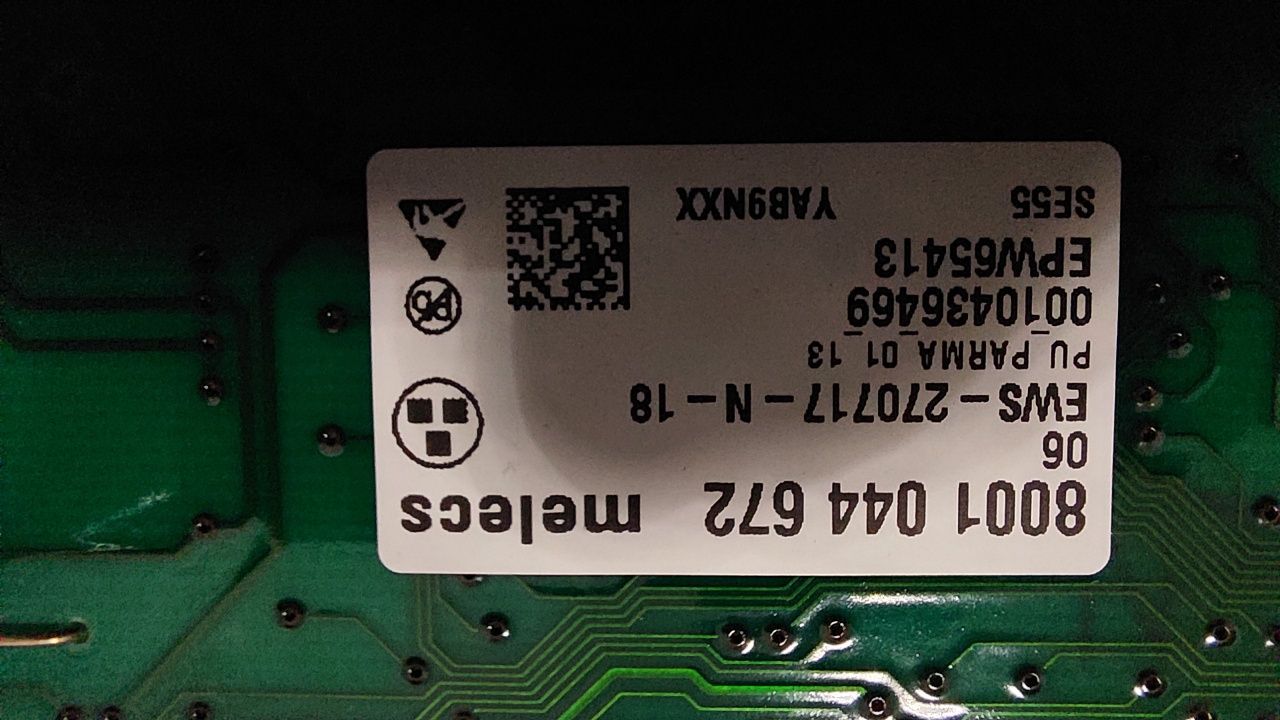 8001 044 672 melecs
06
EWS-270717-N-18
PU_PARMA_01_13
0010436469
EPW65413
SE55 YAB9NXX